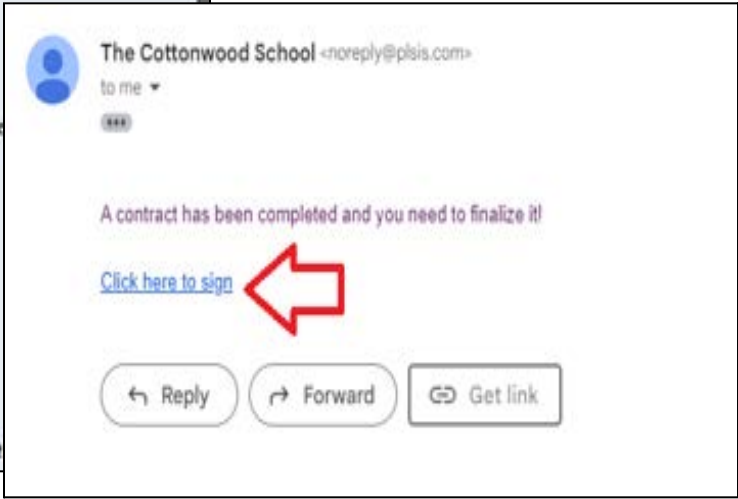 The Cottonwood School <noreply@plsis.com>
to me
A contract has been completed and you need to finalize it!
Click here to sign
Reply Forward Get link